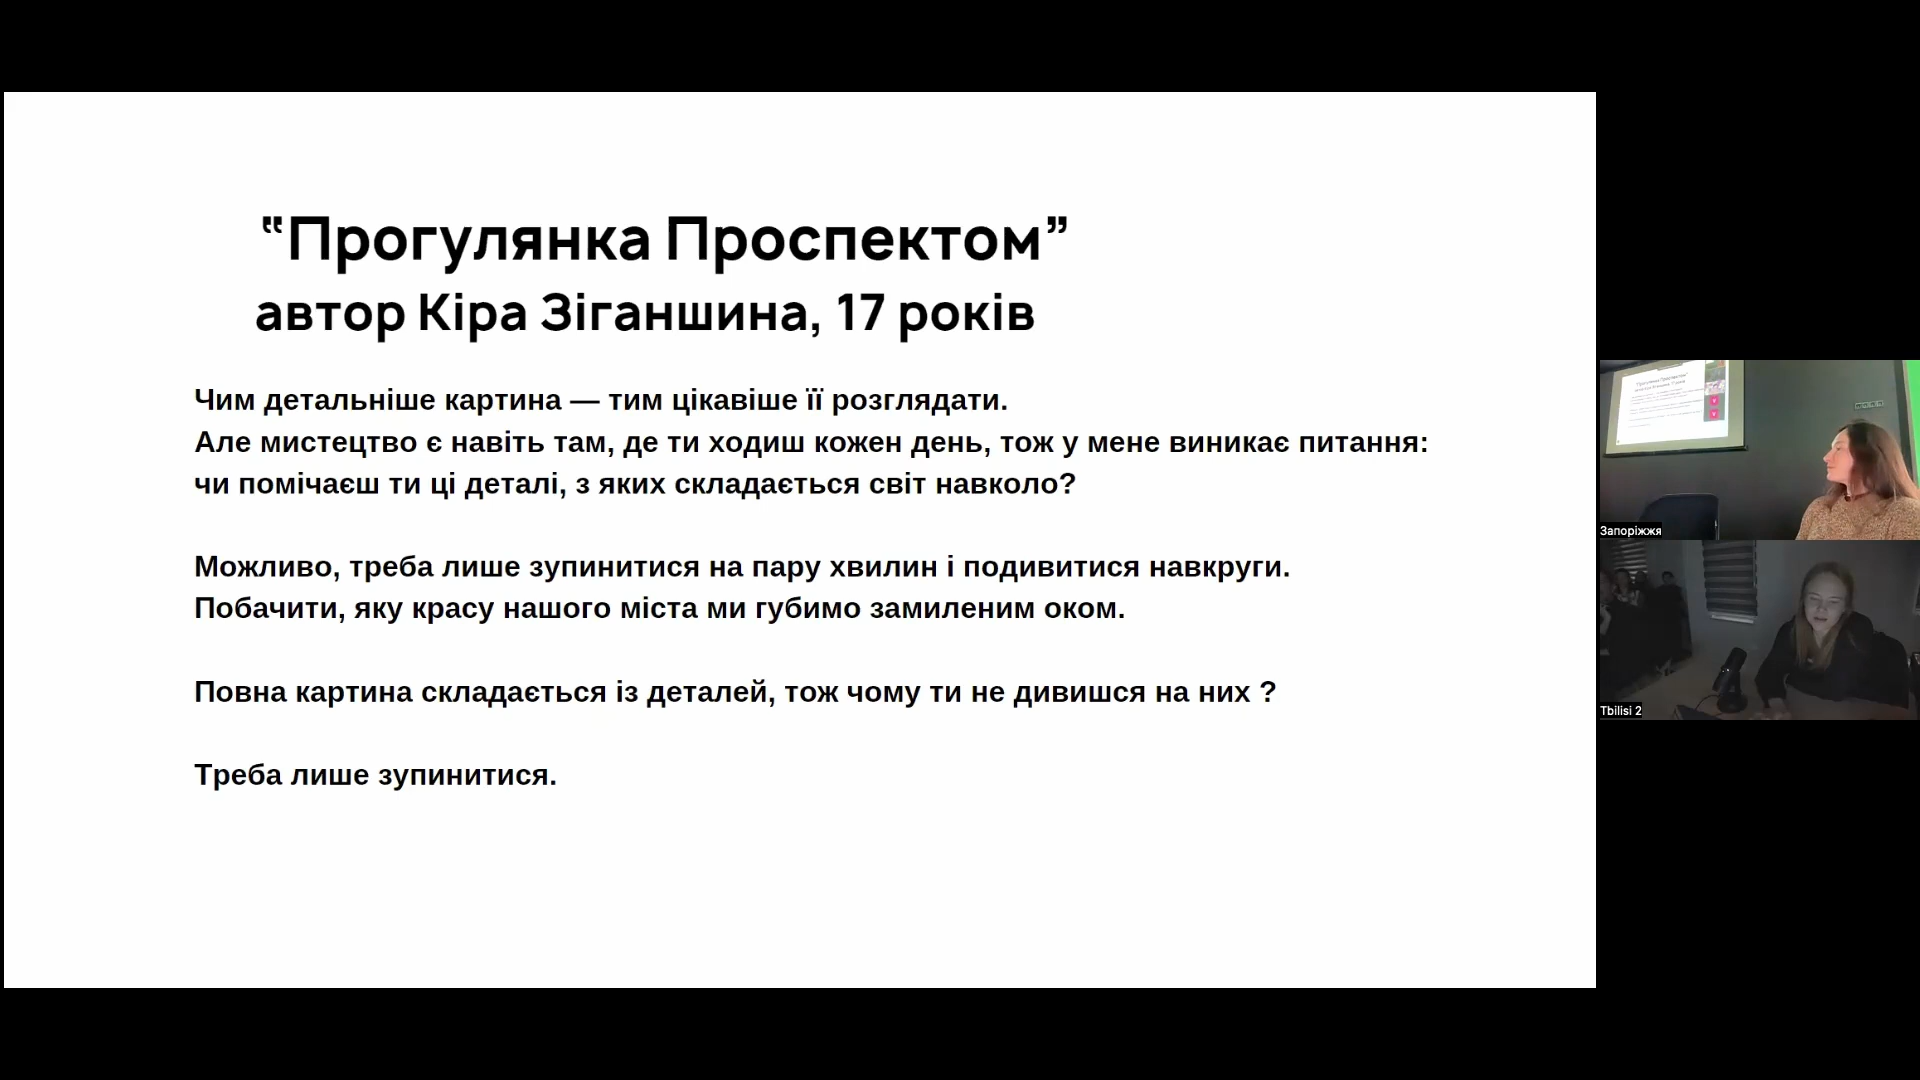 “Прогулянка Проспектом”
автор Кіра Зіганшина, 17 років
Чим детальніше картина — тим цікавіше її розглядати.
Але мистецтво є навіть там, де ти ходиш кожен день, тож у мене виникає питання:
чи помічаєш ти ці деталі, з яких складається світ навколо?
Можливо, треба лише зупинитися на пару хвилин і подивитися навкруги.
Побачити, яку красу нашого міста ми губимо замиленим оком.
Повна картина складається із деталей, тож чому ти не дивишся на них ?
Треба лише зупинитися.
Запоріжжя
Tbilisi 2